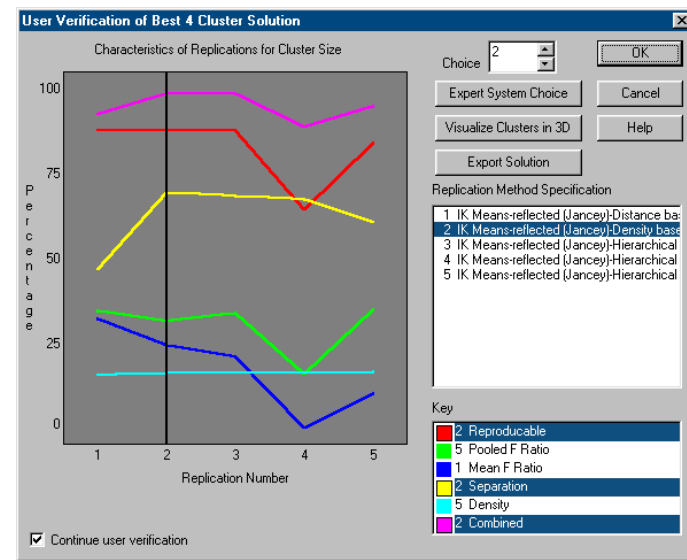 User Verification of Best 4 Cluster Solution
Characteristics of Replications for Cluster Size
Percentage
100
75
50
25
0
1 2 3 4 5
Replication Number
Continue user verification
Choice 2
OK
Expert System Choice
Cancel
Visualize Clusters in 3D
Help
Export Solution
Replication Method Specification
1 IK Means-reflected (Jancey)-Distance ba
2 IK Means-reflected (Jancey)-Density base
3 IK Means-reflected (Jancey)-Hierarchical
4 IK Means-reflected (Jancey)-Hierarchical
5 IK Means-reflected (Jancey)-Hierarchical
Key
2 Reproducable
5 Pooled F Ratio
1 Mean F Ratio
2 Separation
5 Density
2 Combined